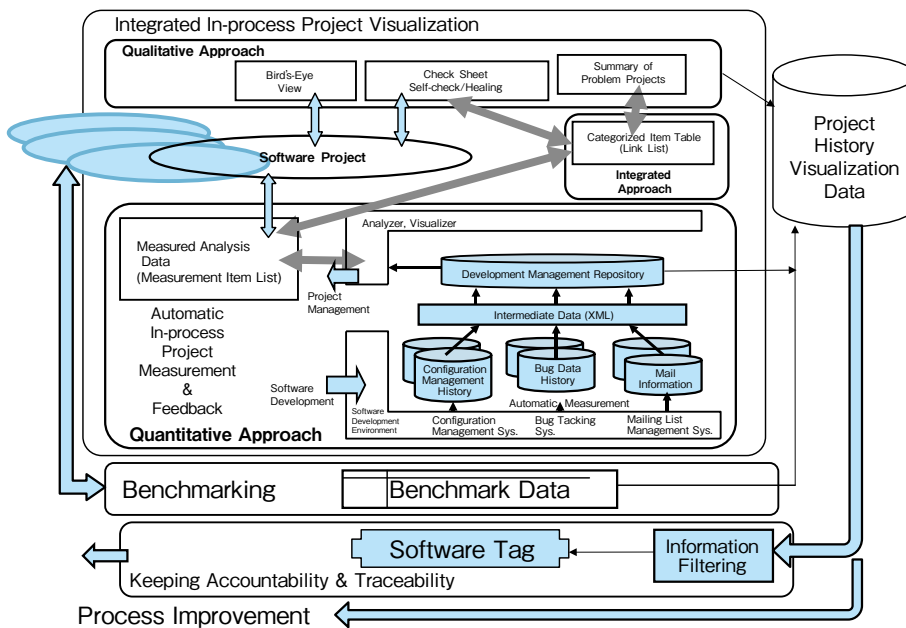 Integrated In-process Project Visualization
Qualitative Approach
Bird's-Eye
View
Check Sheet
Self-check/Healing
Summary of
Problem Projects
Project
History
Visualization
Data
Software Project
Categorized Item Table
(Link List)
Integrated
Approach
Measured Analysis
Data
(Measurement Item List)
Analyzer, Visualizer
Development Management Repository
Project
Management
Intermediate Data (XML)
Automatic
In-process
Project
Measurement
&
Feedback
Configuration
Management
History
Bug Data
History
Mail
Information
Software
Development
Automatic Measurement
Software Development
Environment
Configuration
Management Sys.
Bug Tacking
Sys.
Mailing List
Management Sys.
Quantitative Approach
Benchmarking
Benchmark Data
Software Tag
Information
Filtering
Keeping Accountability & Traceability
Process Improvement